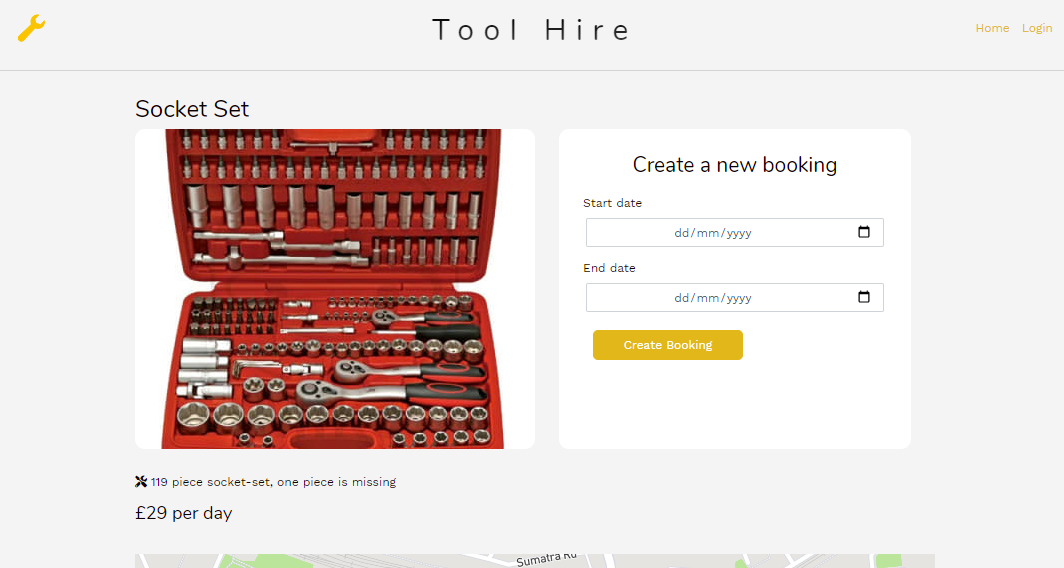 Tool Hire
Home Login
Socket Set
Create a new booking
Start date
dd/mm/yyyy
End date
dd/mm/yyyy
Create Booking
119 piece socket-set, one piece is missing
£29 per day
Sumatra Rd